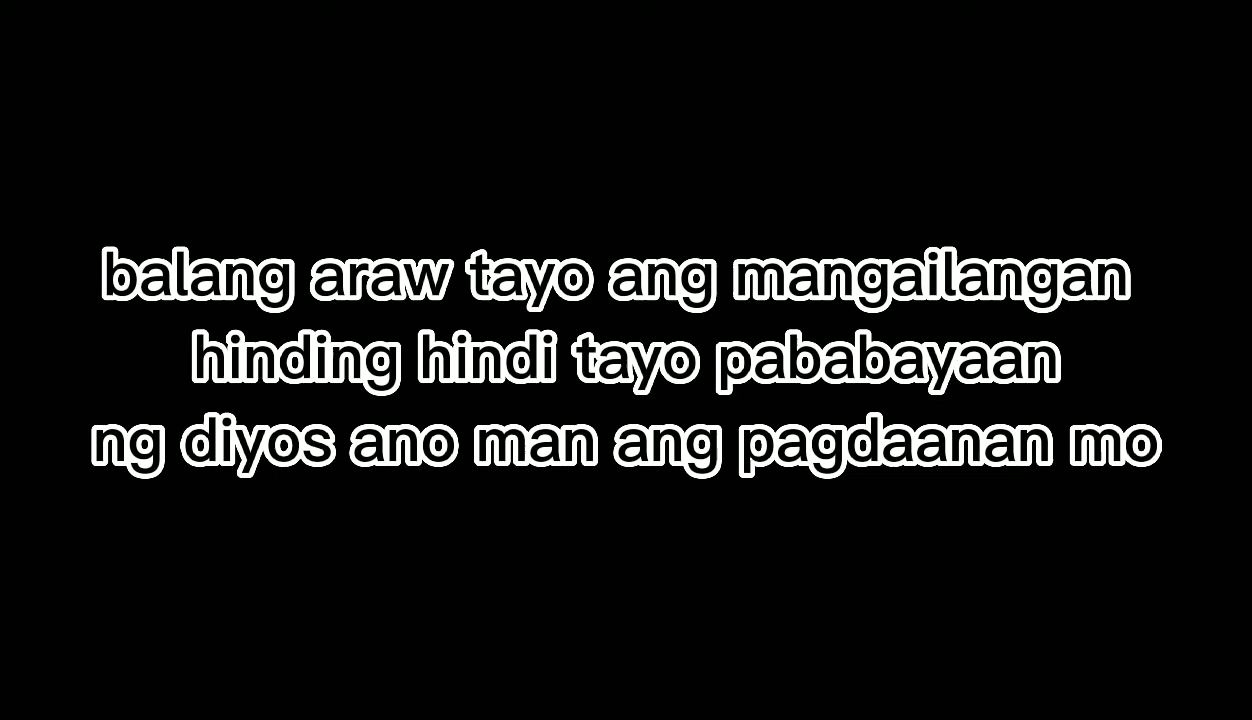 balang araw tayo ang mangailangan
hinding hindi tayo pababayaan
ng diyos ano man ang pagdaanan mo